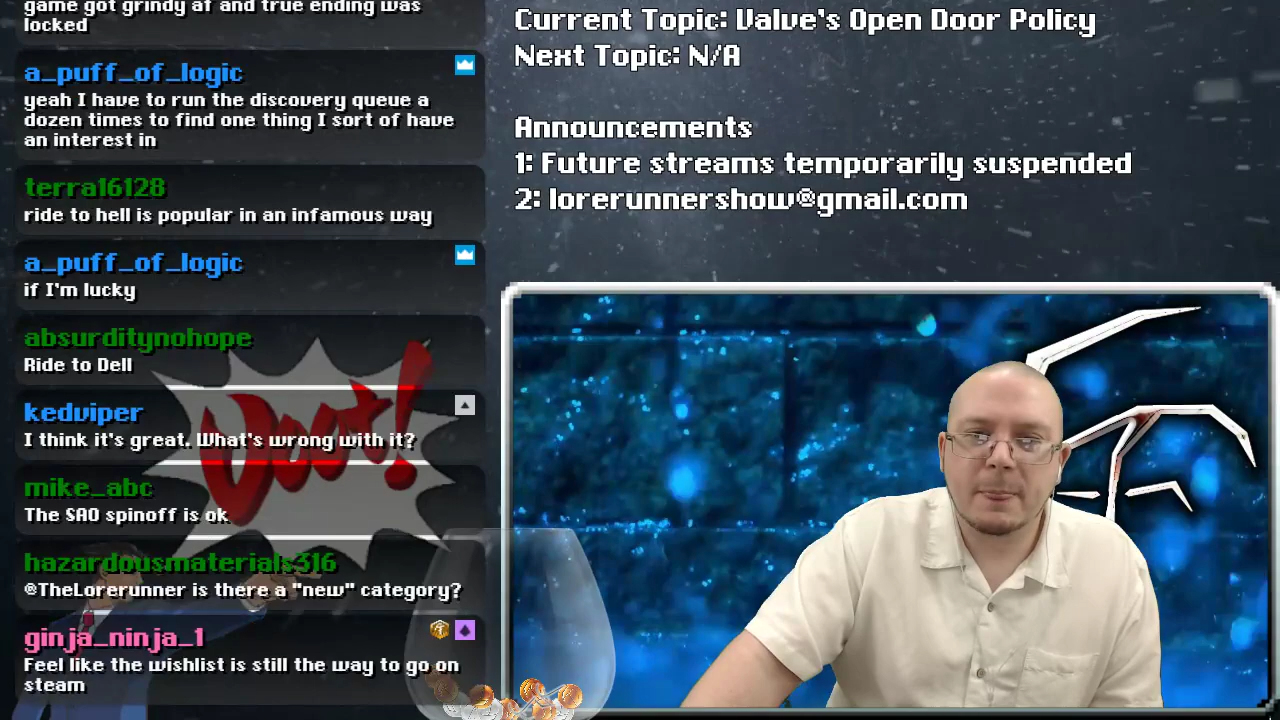 game got grindy af and true ending was
locked
a_puff_of_logic
yeah I have to run the discovery queue a
dozen times to find one thing I sort of have
an interest in
terra16128
ride to hell is popular in an infamous way
a_puff_of_logic
if I'm lucky
absurditynohope
Ride to Dell
kedviper
I think it's great. What's wrong with it?
mike_abc
The SAO spinoff is ok
hazardousmaterials316
@TheLorerunner is there a "new" category?
ginja_ninja_1
Feel like the wishlist is still the way to go on
steam
Woot!
Current Topic: Valve's Open Door Policy
Next Topic: N/A
Announcements
1: Future streams temporarily suspended
2: lorerunnershow@gmail.com